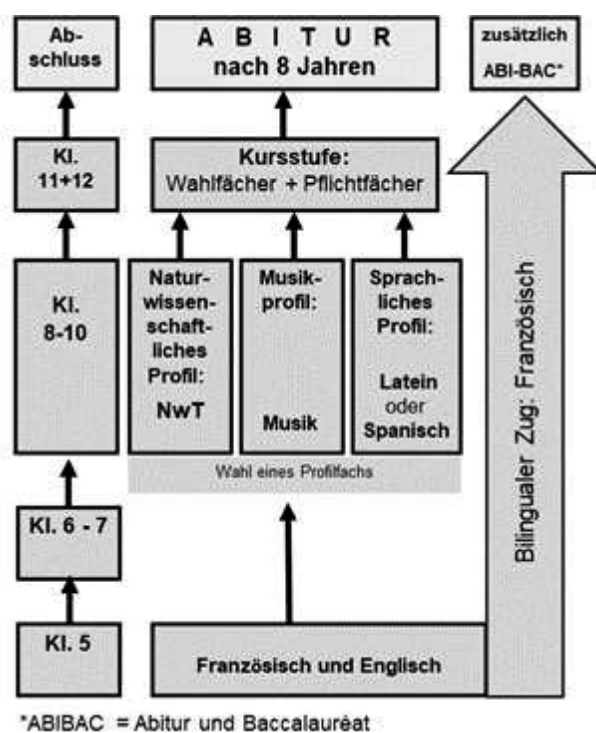 Ab-
schluss
A B I T U R
nach 8 Jahren
zusätzlich
ABI-BAC*
Kl.
11+12
Kursstufe:
Wahlfächer + Pflichtfächer
Kl.
8-10
Natur-
wissen-
schaft-
liches
Profil:
NwT
Musik-
profil:
Musik
Sprach-
liches
Profil:
Latein
oder
Spanisch
Wahl eines Profilfachs
Bilingualer Zug: Französisch
Kl. 6 - 7
Kl. 5
Französisch und Englisch
*ABIBAC = Abitur und Baccalauréat